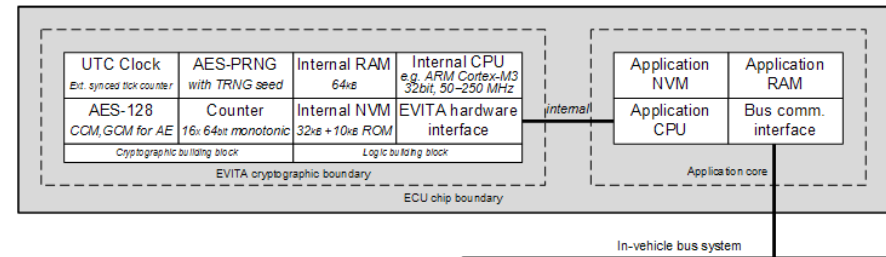 UTC Clock
Ext. synced tick counter
AES-PRNG
with TRNG seed
Internal RAM
64kB
Internal CPU
e.g. ARM Cortex-M3
32bit, 50–250 MHz
AES-128
CCM,GCM for AE
Counter
16x 64bit monotonic
Internal NVM
32kB +10kB ROM
EVITA hardware
interface
Cryptographic building block
Logic building block
EVITA cryptographic boundary
internal
Application
NVM
Application
RAM
Application
CPU
Bus comm.
interface
Application core
ECU chip boundary
In-vehicle bus system